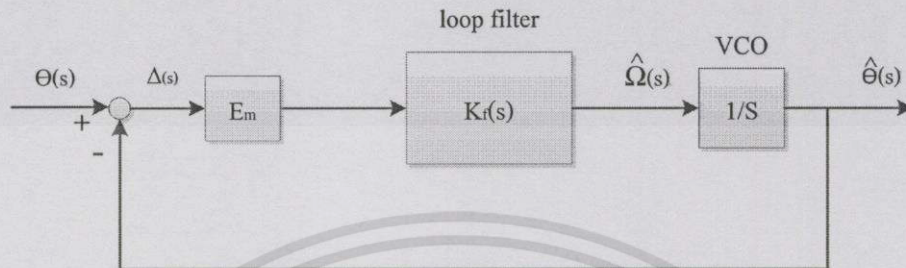 loop filter
VCO
Θ(s)
Δ(s)
Ω̂(s)
θ̂(s)
Em
Kf(s)
1/S
+
-